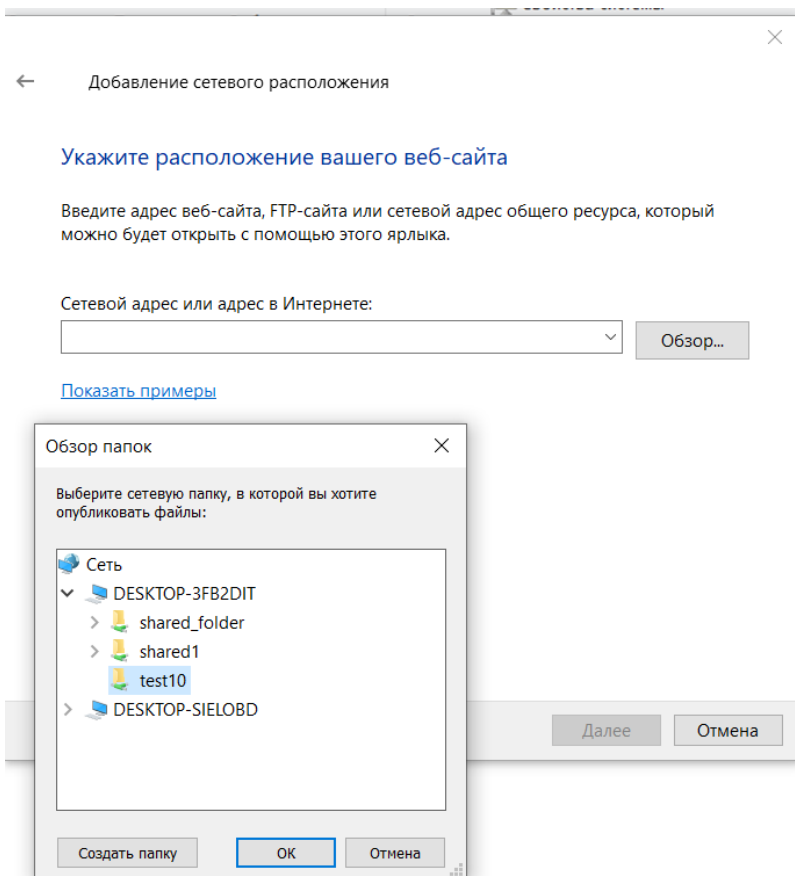 Добавление сетевого расположения
Укажите расположение вашего веб-сайта
Введите адрес веб-сайта, FTP-сайта или сетевой адрес общего ресурса, который
можно будет открыть с помощью этого ярлыка.
Сетевой адрес или адрес в Интернете:
Обзор...
Показать примеры
Обзор папок
Выберите сетевую папку, в которой вы хотите
опубликовать файлы:
Сеть
DESKTOP-3FB2DIT
shared_folder
shared1
test10
DESKTOP-SIELOBD
Далее
Отмена
Создать папку
ОК
Отмена